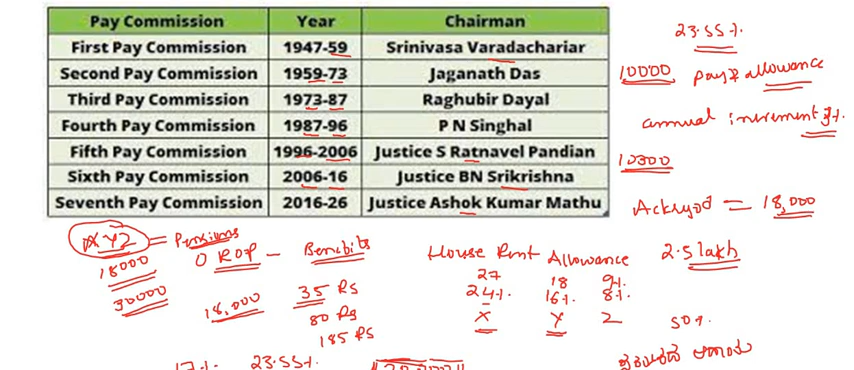 Pay Commission Year Chairman
First Pay Commission 1947-59 Srinivasa Varadachariar
Second Pay Commission 1959-73 Jaganath Das
Third Pay Commission 1973-87 Raghubir Dayal
Fourth Pay Commission 1987-96 P N Singhal
Fifth Pay Commission 1996-2006 Justice S Ratnavel Pandian
Sixth Pay Commission 2006-16 Justice BN Srikrishna
Seventh Pay Commission 2016-26 Justice Ashok Kumar Mathu
23.55%
10000 pay & allowance
annual increment 3%
10300
= 18,000
2.5 lakh
XYZ = Pensions
18000
30000
OROP - Benefits
18,000 35 Rs
80 Rs
185 Rs
House Rent Allowance
27 18 9%
24% 16% 8%
X Y Z 50%
17% 23.55%